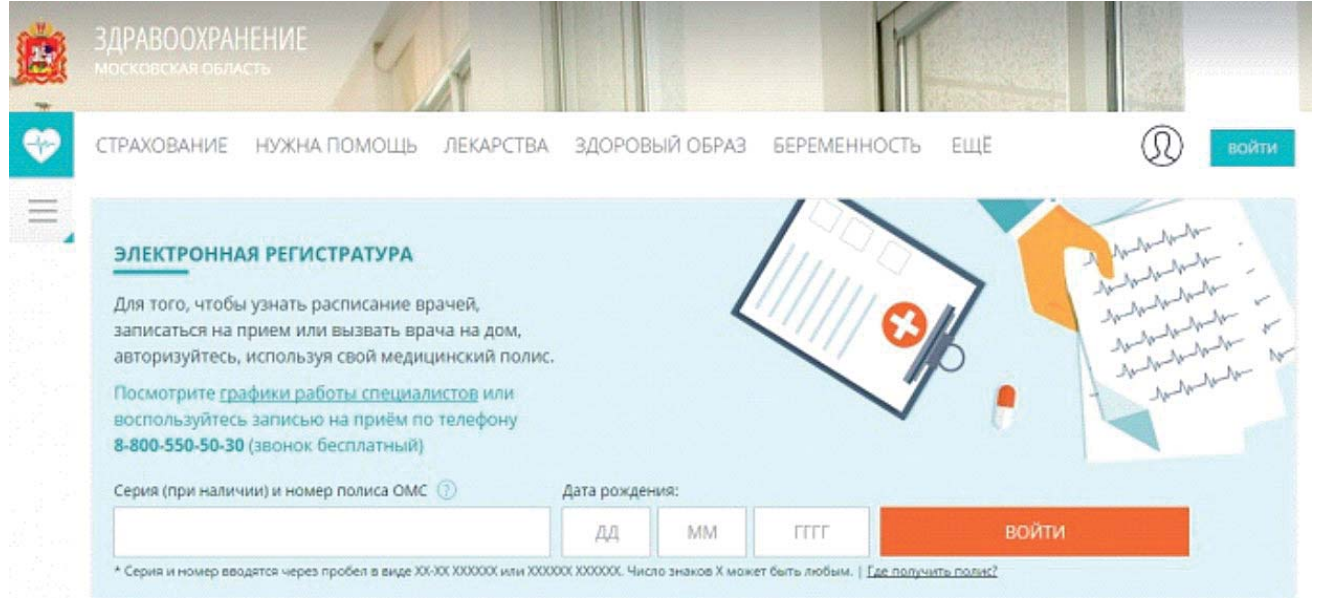 ЗДРАВООХРАНЕНИЕ
МОСКОВСКАЯ ОБЛАСТЬ
СТРАХОВАНИЕ НУЖНА ПОМОЩЬ ЛЕКАРСТВА ЗДОРОВЫЙ ОБРАЗ БЕРЕМЕННОСТЬ ЕЩЁ ВОЙТИ
ЭЛЕКТРОННАЯ РЕГИСТРАТУРА
Для того, чтобы узнать расписание врачей,
записаться на прием или вызвать врача на дом,
авторизуйтесь, используя свой медицинский полис.
Посмотрите графики работы специалистов или
воспользуйтесь записью на приём по телефону
8-800-550-50-30 (звонок бесплатный)
Серия (при наличии) и номер полиса ОМС ? Дата рождения:
ДД ММ ГГГГ ВОЙТИ
* Серия и номер вводятся через пробел в виде XX-XX XXXXXX или XXXXXX XXXXXX. Число знаков X может быть любым. | Где получить полис?